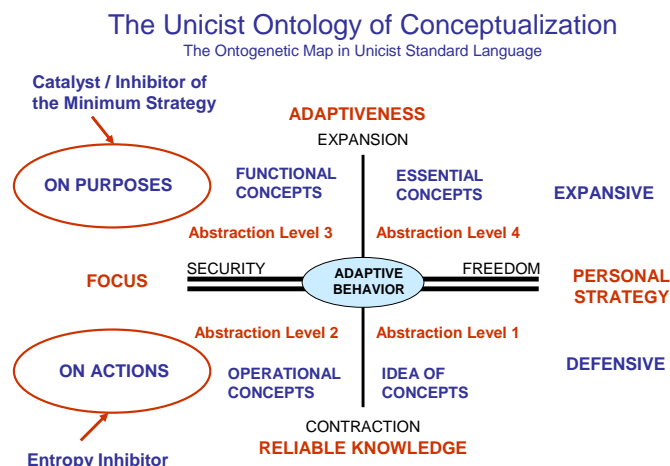 The Unicist Ontology of Conceptualization
The Ontogenetic Map in Unicist Standard Language
Catalyst / Inhibitor of
the Minimum Strategy
ADAPTIVENESS
EXPANSION
ON PURPOSES
FUNCTIONAL
CONCEPTS
ESSENTIAL
CONCEPTS
EXPANSIVE
Abstraction Level 3
Abstraction Level 4
FOCUS
SECURITY
ADAPTIVE
BEHAVIOR
FREEDOM
PERSONAL
STRATEGY
Abstraction Level 2
Abstraction Level 1
ON ACTIONS
OPERATIONAL
CONCEPTS
IDEA OF
CONCEPTS
DEFENSIVE
CONTRACTION
RELIABLE KNOWLEDGE
Entropy Inhibitor